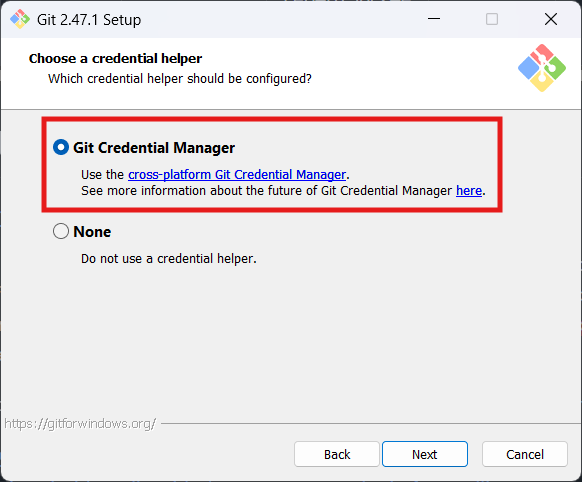 Git 2.47.1 Setup
Choose a credential helper
Which credential helper should be configured?
Git Credential Manager
Use the cross-platform Git Credential Manager.
See more information about the future of Git Credential Manager here.
None
Do not use a credential helper.
https://gitforwindows.org/
Back
Next
Cancel